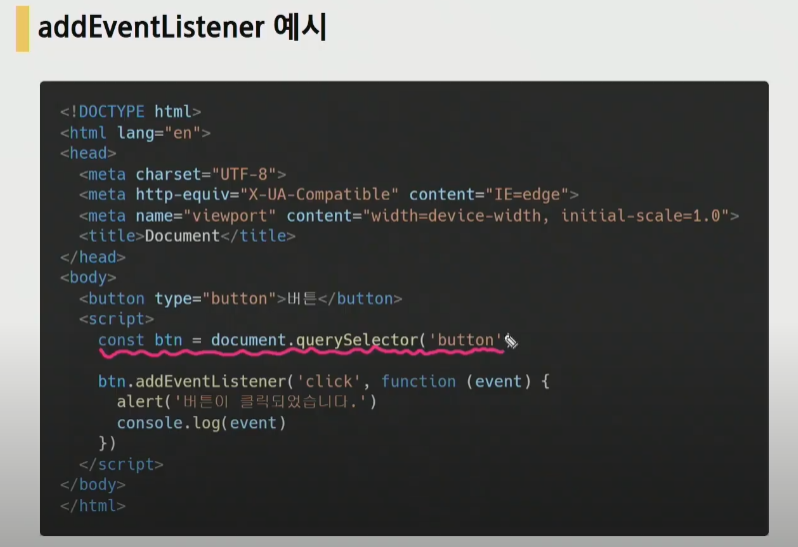 addEventListener 예시
<!DOCTYPE html>
<html lang="en">
<head>
<meta charset="UTF-8">
<meta http-equiv="X-UA-Compatible" content="IE=edge">
<meta name="viewport" content="width=device-width, initial-scale=1.0">
<title>Document</title>
</head>
<body>
<button type="button">버튼</button>
<script>
const btn = document.querySelector('button'
btn.addEventListener('click', function (event) {
alert('버튼이 클릭되었습니다.')
console.log(event)
})
</script>
</body>
</html>